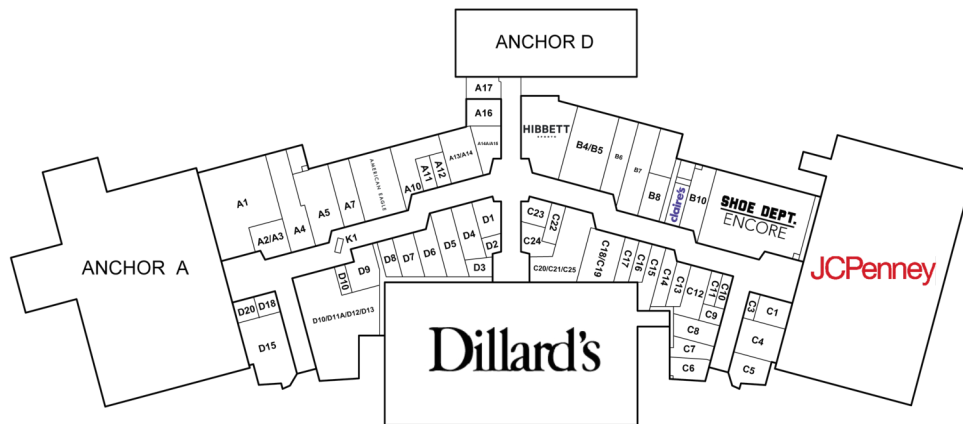 ANCHOR D
A17
A16
A14A/A15
A13/A14
A12
A11
A10
AMERICAN EAGLE
A7
A5
A4
A2/A3
A1
K1
ANCHOR A
HIBBETT
B4/B5
B6
B7
B8
claire's
B10
SHOE DEPT.
ENCORE
JCPenney
D1
D2
D3
D4
D5
D6
D7
D8
D9
D10
D10/D11A/D12/D13
D18
D20
D15
C23
C22
C24
C20/C21/C25
C18/C19
C17
C16
C15
C14
C13
C12
C11
C10
C9
C8
C7
C6
C3
C1
C4
C5
Dillard's